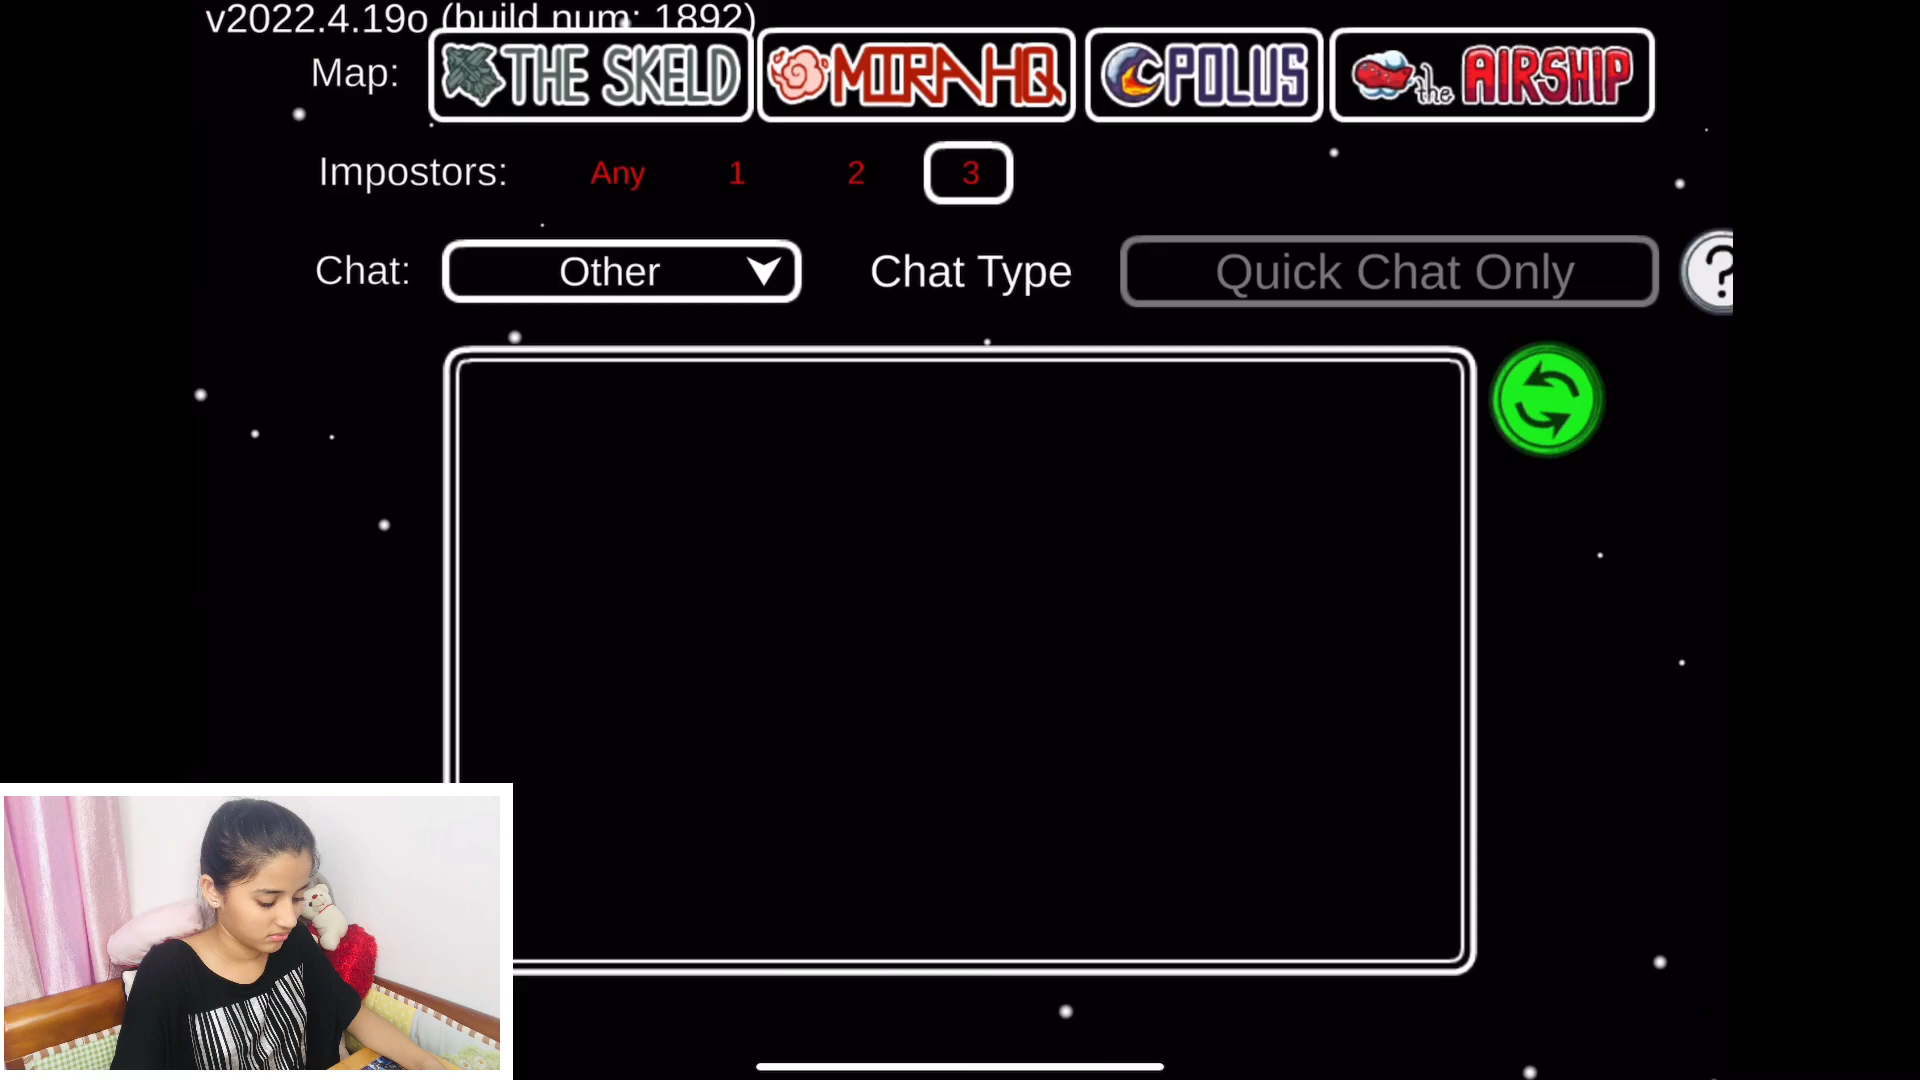 v2022.4.19o (build num: 1892)
Map: THE SKELD MIRA HQ POLUS the AIRSHIP
Impostors: Any 1 2 3
Chat: Other Chat Type Quick Chat Only ?